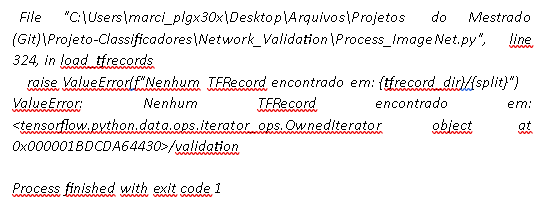 File "C:\Users\marci_plgx30x\Desktop\Arquivos\Projetos do Mestrado
(Git)\Projeto-Classificadores\Network_Validation\Process_ImageNet.py", line
324, in load_tfrecords
raise ValueError(f"Nenhum TFRecord encontrado em: {tfrecord_dir}/{split}")
ValueError: Nenhum TFRecord encontrado em:
<tensorflow.python.data.ops.iterator_ops.OwnedIterator object at
0x000001BDCDA64430>/validation
Process finished with exit code 1